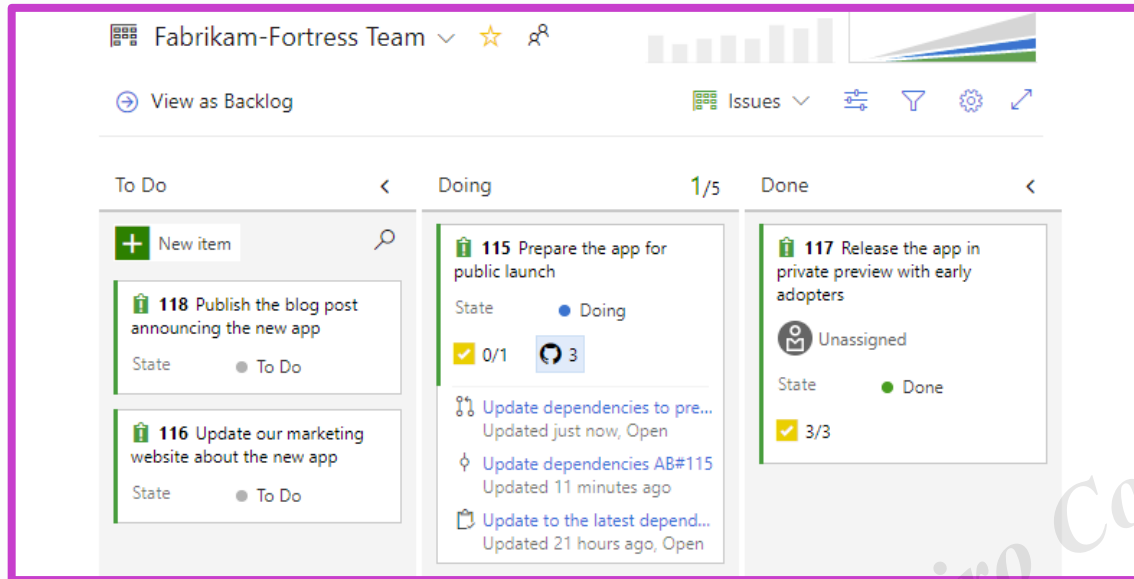 Fabrikam-Fortress Team
View as Backlog
Issues
To Do
New item
118 Publish the blog post
announcing the new app
State To Do
116 Update our marketing
website about the new app
State To Do
Doing 1/5
115 Prepare the app for
public launch
State Doing
0/1 3
Update dependencies to pre...
Updated just now, Open
Update dependencies AB#115
Updated 11 minutes ago
Update to the latest depend...
Updated 21 hours ago, Open
Done
117 Release the app in
private preview with early
adopters
Unassigned
State Done
3/3